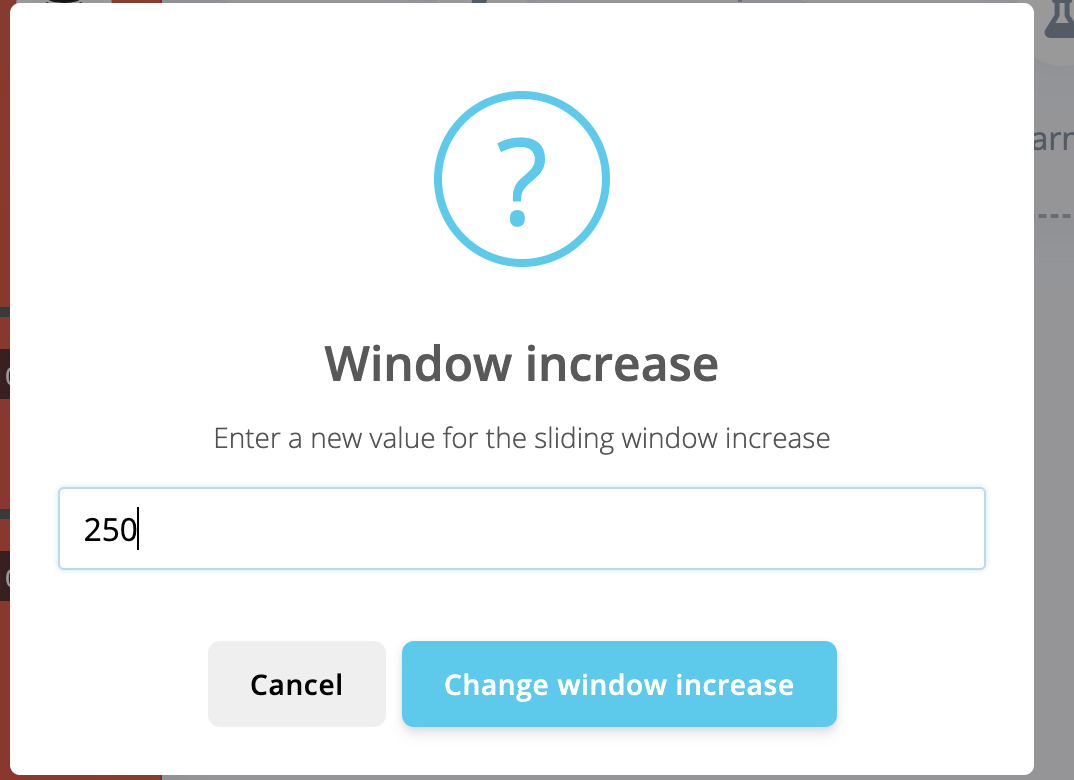 ?
Window increase
Enter a new value for the sliding window increase
250
Cancel
Change window increase